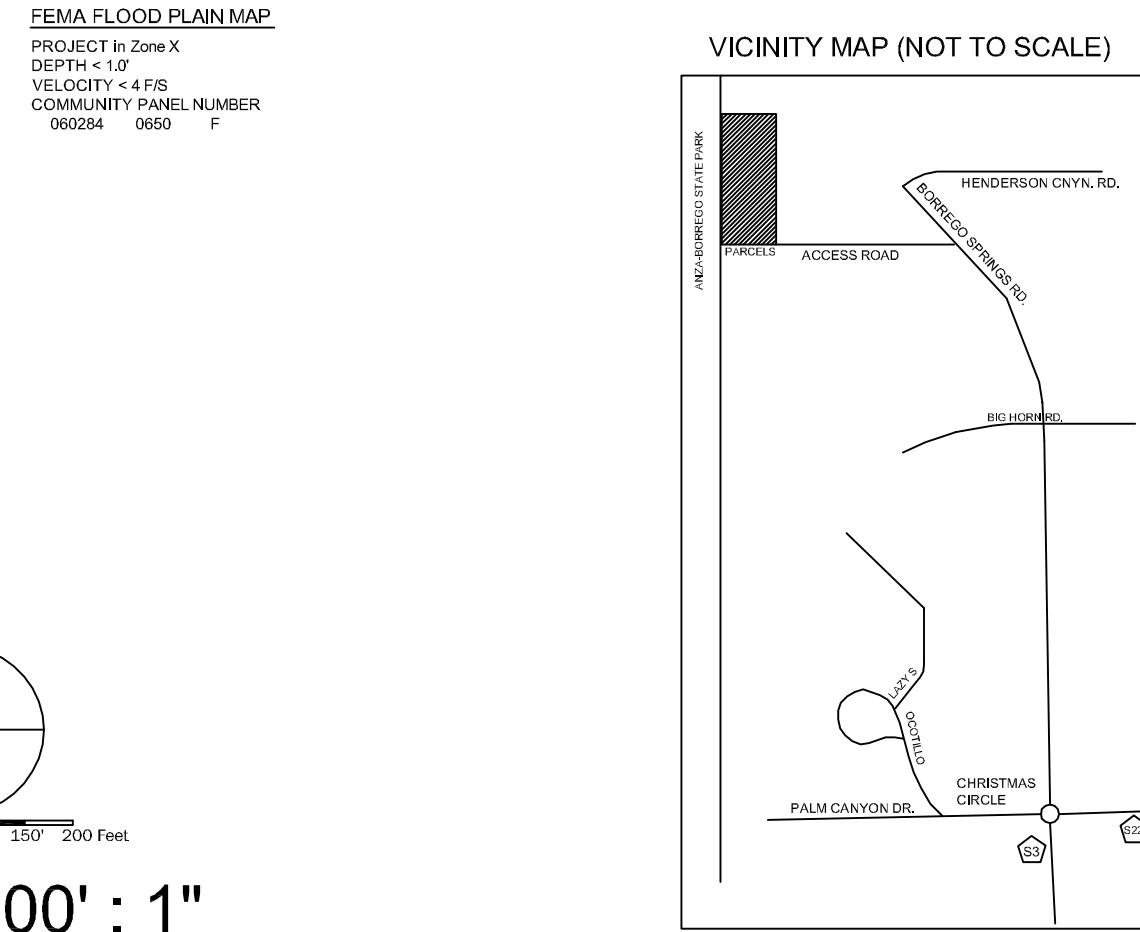 FEMA FLOOD PLAIN MAP
PROJECT in Zone X
DEPTH < 1.0'
VELOCITY < 4 F/S
COMMUNITY PANEL NUMBER
060284 0650 F
VICINITY MAP (NOT TO SCALE)
ANZA-BORREGO STATE PARK
HENDERSON CNYN. RD.
BORREGO SPRINGS RD.
PARCELS
ACCESS ROAD
BIG HORN RD.
LAZY S
OCOTILLO
CHRISTMAS
CIRCLE
PALM CANYON DR.
S3
S22
150' 200 Feet
00' : 1"